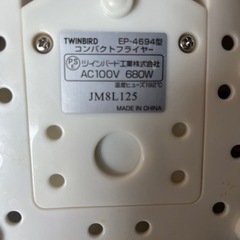 TWINBIRD EP-4694型
コンパクトフライヤー
PSE ツインバード工業株式会社
AC100V 680W
温度ヒューズ192℃
JM8L125
MADE IN CHINA